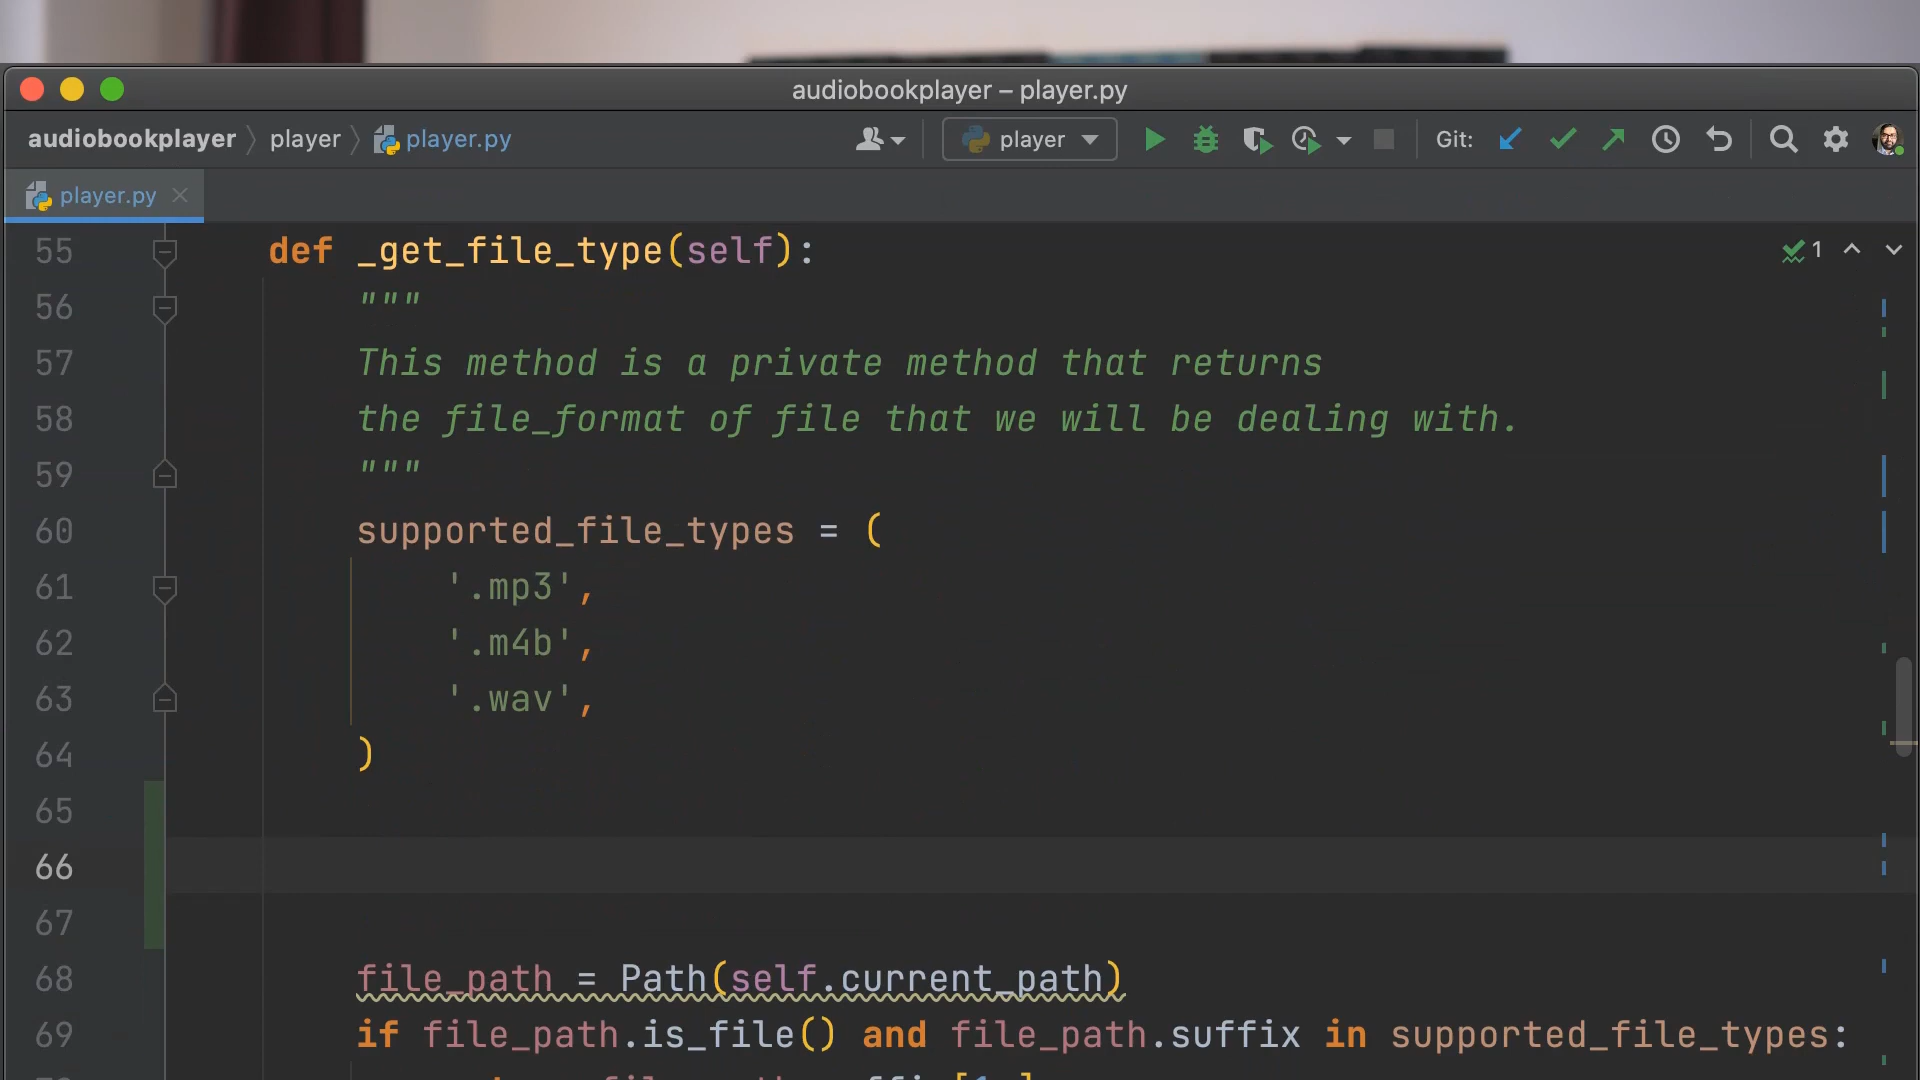 audiobookplayer – player.py
audiobookplayer player player.py player Git:
player.py
55 def _get_file_type(self): 1
56 """
57 This method is a private method that returns
58 the file_format of file that we will be dealing with.
59 """
60 supported_file_types = (
61 '.mp3',
62 '.m4b',
63 '.wav',
64 )
65
66
67
68 file_path = Path(self.current_path)
69 if file_path.is_file() and file_path.suffix in supported_file_types: